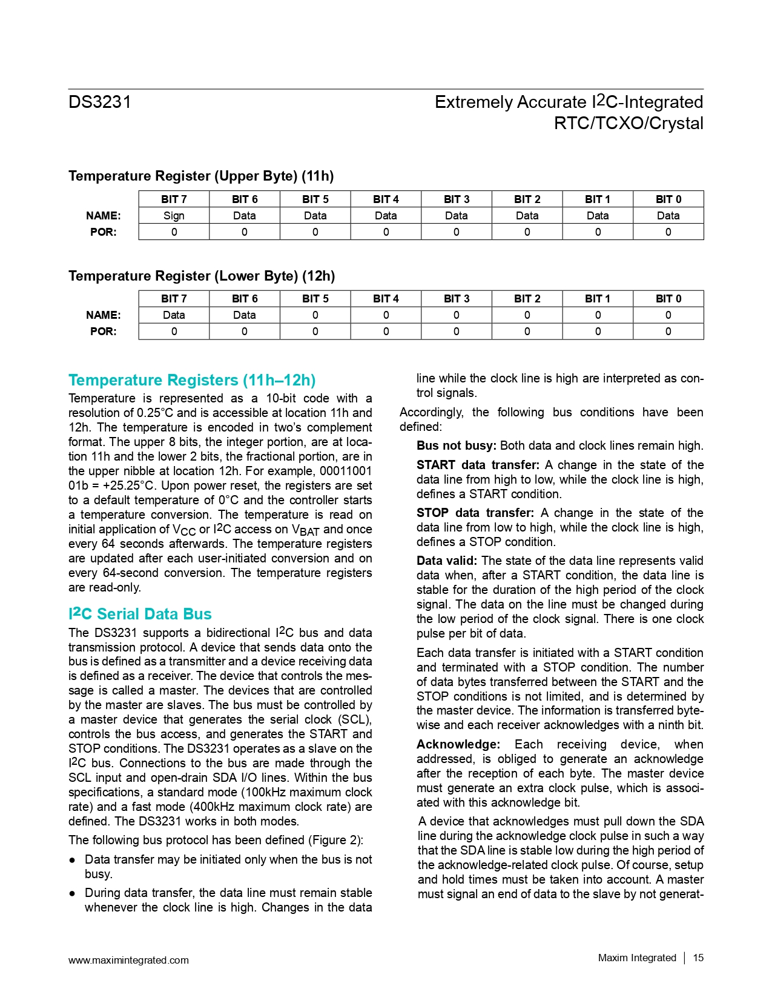 DS3231
Extremely Accurate I2C-Integrated
RTC/TCXO/Crystal
Temperature Register (Upper Byte) (11h)
BIT 7 BIT 6 BIT 5 BIT 4 BIT 3 BIT 2 BIT 1 BIT 0
NAME: Sign Data Data Data Data Data Data Data
POR: 0 0 0 0 0 0 0 0
Temperature Register (Lower Byte) (12h)
BIT 7 BIT 6 BIT 5 BIT 4 BIT 3 BIT 2 BIT 1 BIT 0
NAME: Data Data 0 0 0 0 0 0
POR: 0 0 0 0 0 0 0 0
Temperature Registers (11h–12h)
Temperature is represented as a 10-bit code with a
resolution of 0.25°C and is accessible at location 11h and
12h. The temperature is encoded in two’s complement
format. The upper 8 bits, the integer portion, are at loca-
tion 11h and the lower 2 bits, the fractional portion, are in
the upper nibble at location 12h. For example, 00011001
01b = +25.25°C. Upon power reset, the registers are set
to a default temperature of 0°C and the controller starts
a temperature conversion. The temperature is read on
initial application of VCC or I2C access on VBAT and once
every 64 seconds afterwards. The temperature registers
are updated after each user-initiated conversion and on
every 64-second conversion. The temperature registers
are read-only.
I2C Serial Data Bus
The DS3231 supports a bidirectional I2C bus and data
transmission protocol. A device that sends data onto the
bus is defined as a transmitter and a device receiving data
is defined as a receiver. The device that controls the mes-
sage is called a master. The devices that are controlled
by the master are slaves. The bus must be controlled by
a master device that generates the serial clock (SCL),
controls the bus access, and generates the START and
STOP conditions. The DS3231 operates as a slave on the
I2C bus. Connections to the bus are made through the
SCL input and open-drain SDA I/O lines. Within the bus
specifications, a standard mode (100kHz maximum clock
rate) and a fast mode (400kHz maximum clock rate) are
defined. The DS3231 works in both modes.
The following bus protocol has been defined (Figure 2):
● Data transfer may be initiated only when the bus is not
busy.
● During data transfer, the data line must remain stable
whenever the clock line is high. Changes in the data
line while the clock line is high are interpreted as con-
trol signals.
Accordingly, the following bus conditions have been
defined:
Bus not busy: Both data and clock lines remain high.
START data transfer: A change in the state of the
data line from high to low, while the clock line is high,
defines a START condition.
STOP data transfer: A change in the state of the
data line from low to high, while the clock line is high,
defines a STOP condition.
Data valid: The state of the data line represents valid
data when, after a START condition, the data line is
stable for the duration of the high period of the clock
signal. The data on the line must be changed during
the low period of the clock signal. There is one clock
pulse per bit of data.
Each data transfer is initiated with a START condition
and terminated with a STOP condition. The number
of data bytes transferred between the START and the
STOP conditions is not limited, and is determined by
the master device. The information is transferred byte-
wise and each receiver acknowledges with a ninth bit.
Acknowledge: Each receiving device, when
addressed, is obliged to generate an acknowledge
after the reception of each byte. The master device
must generate an extra clock pulse, which is associ-
ated with this acknowledge bit.
A device that acknowledges must pull down the SDA
line during the acknowledge clock pulse in such a way
that the SDA line is stable low during the high period of
the acknowledge-related clock pulse. Of course, setup
and hold times must be taken into account. A master
must signal an end of data to the slave by not generat-
www.maximintegrated.com
Maxim Integrated | 15